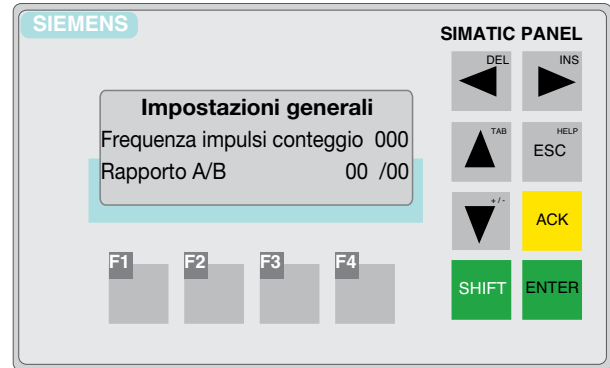 SIEMENS
SIMATIC PANEL
DEL
INS
Impostazioni generali
Frequenza impulsi conteggio 000
Rapporto A/B 00 /00
TAB
HELP
ESC
+/-
ACK
F1 F2 F3 F4
SHIFT ENTER